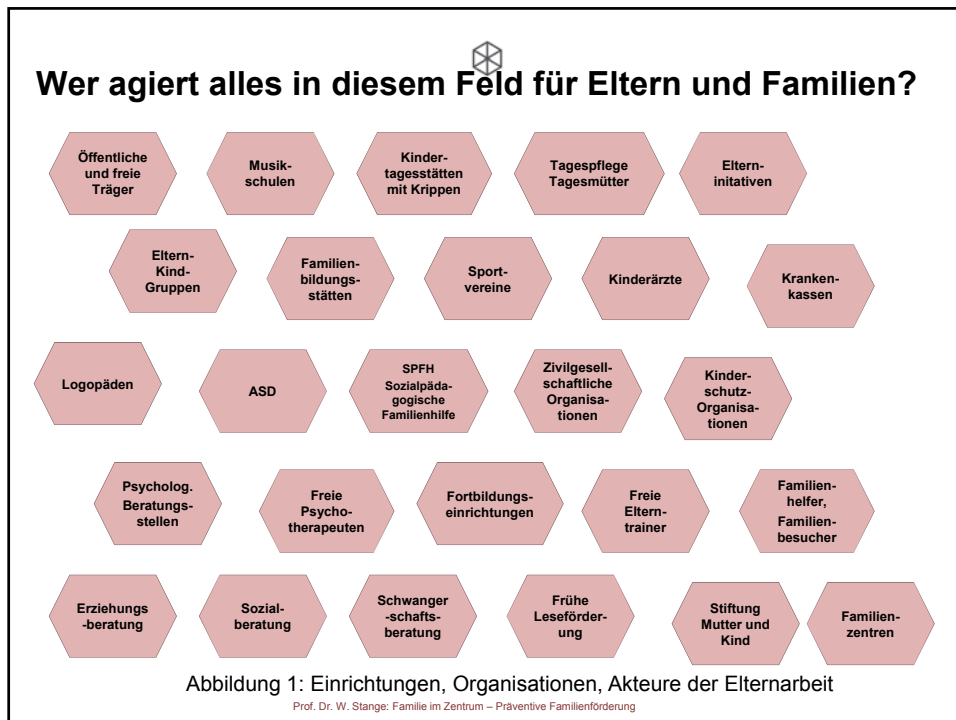 Wer agiert alles in diesem Feld für Eltern und Familien?
Öffentliche
und freie
Träger
Musik-
schulen
Kinder-
tagesstätten
mit Krippen
Tagespflege
Tagesmütter
Eltern-
initativen
Eltern-
Kind-
Gruppen
Familien-
bildungs-
stätten
Sport-
vereine
Kinderärzte
Kranken-
kassen
Logopäden
ASD
SPFH
Sozialpäda-
gogische
Familienhilfe
Zivilgesell-
schaftliche
Organisa-
tionen
Kinder-
schutz-
Organisa-
tionen
Psycholog.
Beratungs-
stellen
Freie
Psycho-
therapeuten
Fortbildungs-
einrichtungen
Freie
Eltern-
trainer
Familien-
helfer,
Familien-
besucher
Erziehungs
-beratung
Sozial-
beratung
Schwanger
-schafts-
beratung
Frühe
Leseförder-
ung
Stiftung
Mutter und
Kind
Familien-
zentren
Abbildung 1: Einrichtungen, Organisationen, Akteure der Elternarbeit
Prof. Dr. W. Stange: Familie im Zentrum – Präventive Familienförderung